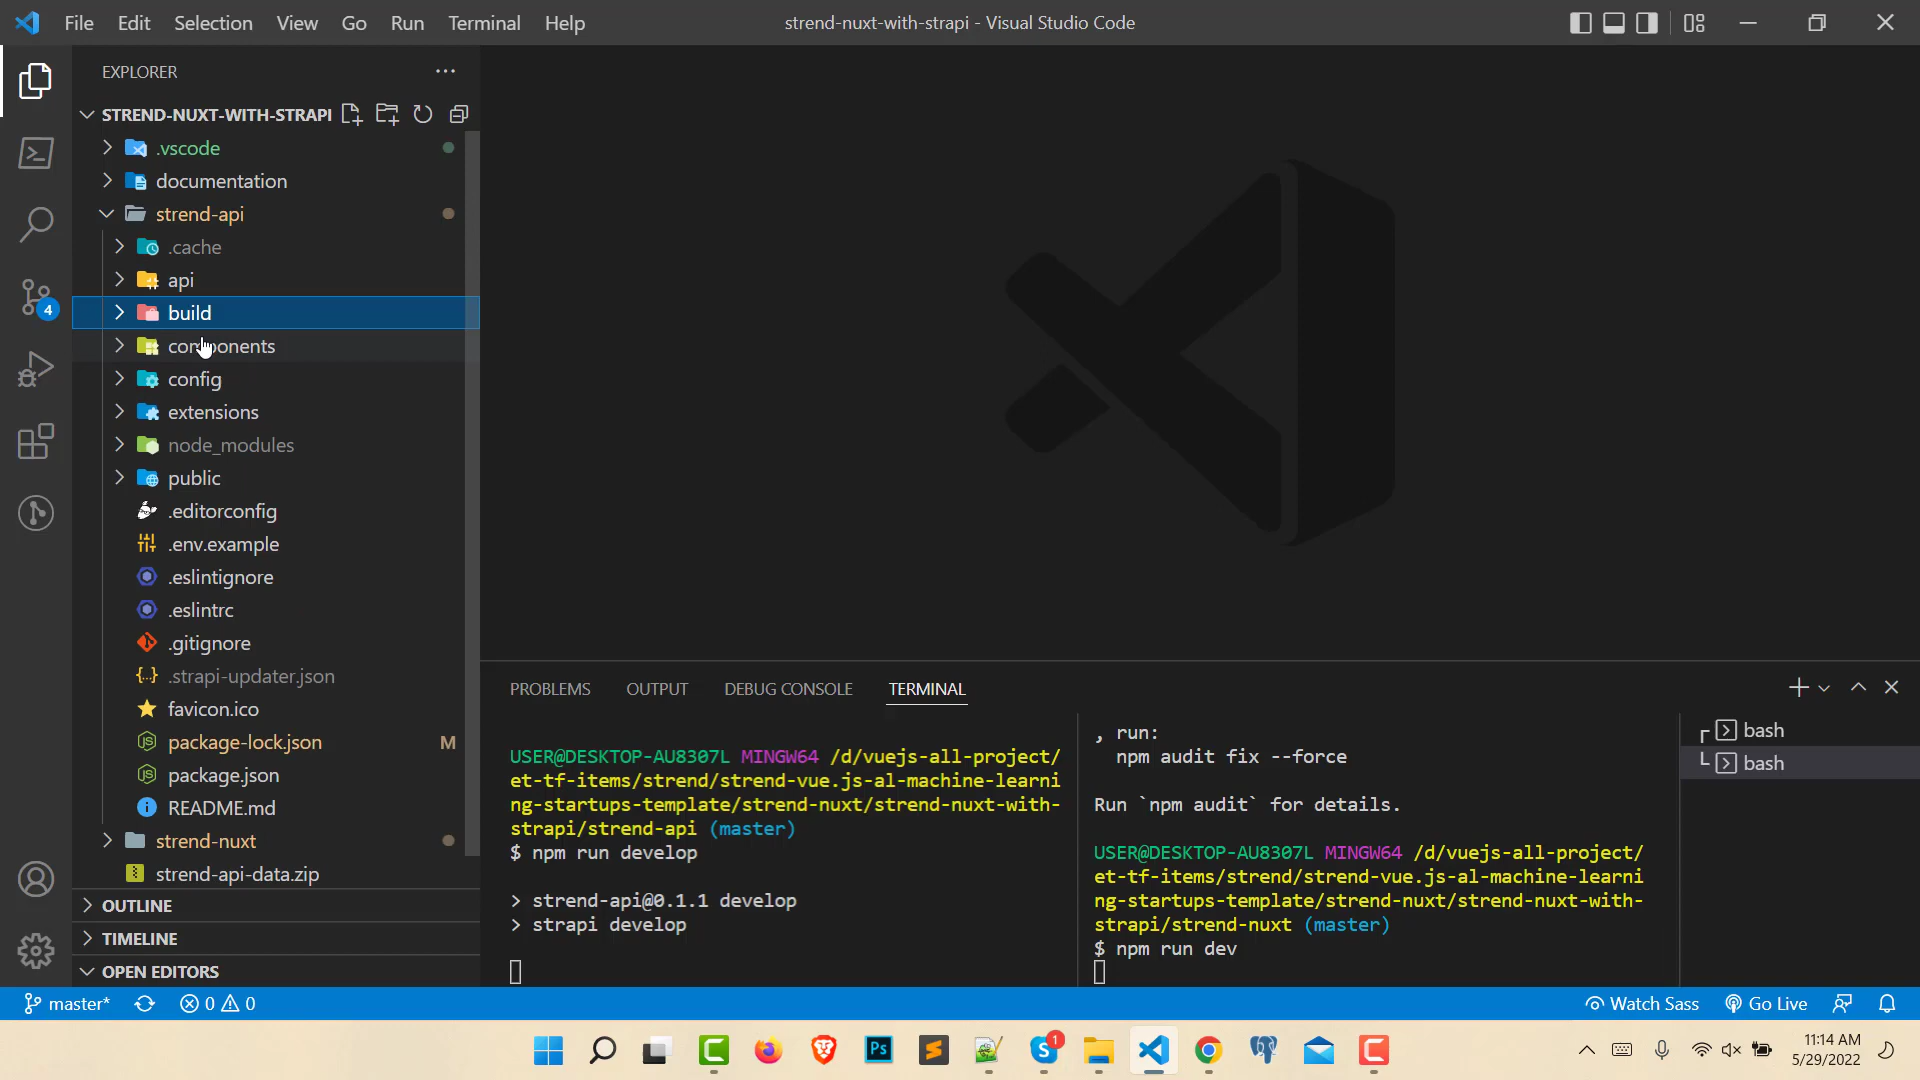 File Edit Selection View Go Run Terminal Help
strend-nuxt-with-strapi - Visual Studio Code
EXPLORER
STREND-NUXT-WITH-STRAPI
.vscode
documentation
strend-api
.cache
api
build
components
config
extensions
node_modules
public
.editorconfig
.env.example
.eslintignore
.eslintrc
.gitignore
.strapi-updater.json
favicon.ico
package-lock.json M
package.json
README.md
strend-nuxt
strend-api-data.zip
OUTLINE
TIMELINE
OPEN EDITORS
4
PROBLEMS OUTPUT DEBUG CONSOLE TERMINAL
USER@DESKTOP-AU8307L MINGW64 /d/vuejs-all-project/
et-tf-items/strend/strend-vue.js-al-machine-learni
ng-startups-template/strend-nuxt/strend-nuxt-with-
strapi/strend-api (master)
$ npm run develop
> strend-api@0.1.1 develop
> strapi develop
, run:
npm audit fix --force
Run `npm audit` for details.
USER@DESKTOP-AU8307L MINGW64 /d/vuejs-all-project/
et-tf-items/strend/strend-vue.js-al-machine-learni
ng-startups-template/strend-nuxt/strend-nuxt-with-
strapi/strend-nuxt (master)
$ npm run dev
bash
bash
master* 0 0
Watch Sass Go Live
Ps
S 1
11:14 AM
5/29/2022